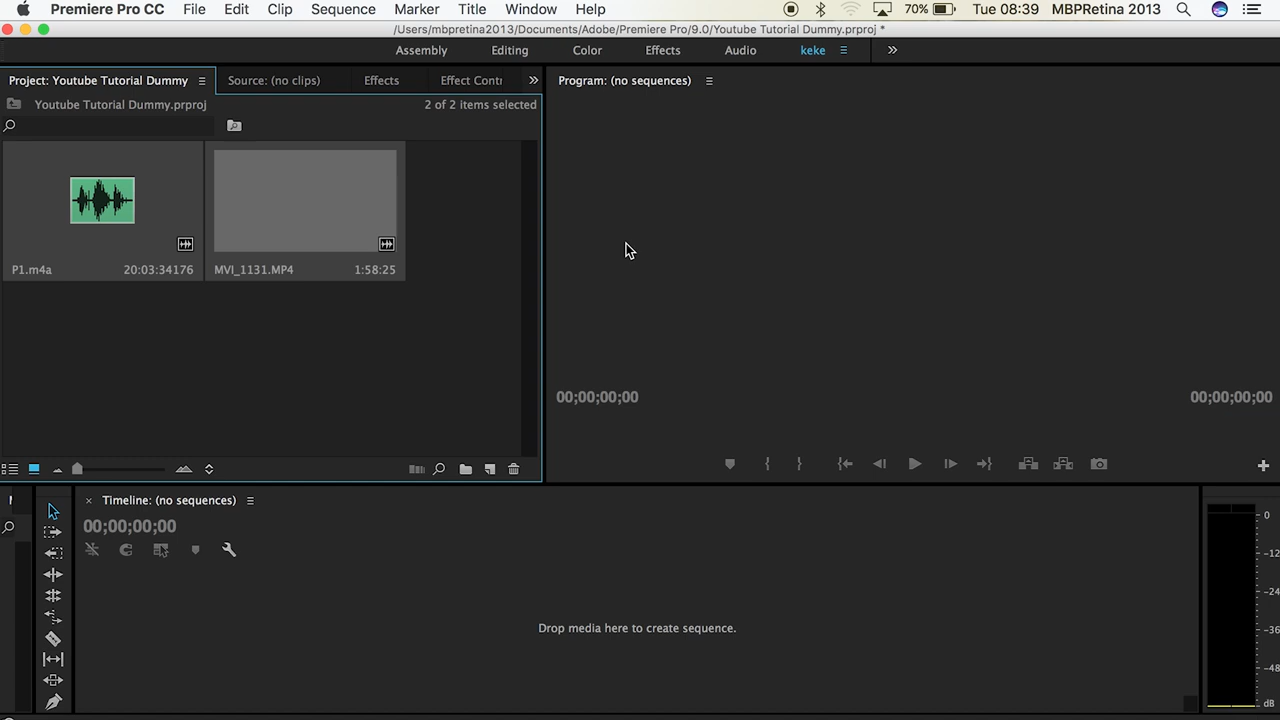 Premiere Pro CC File Edit Clip Sequence Marker Title Window Help 70% Tue 08:39 MBPRetina 2013
/Users/mbpretina2013/Documents/Adobe/Premiere Pro/9.0/Youtube Tutorial Dummy.prproj *
Assembly Editing Color Effects Audio keke
Project: Youtube Tutorial Dummy Source: (no clips) Effects Effect Cont
Program: (no sequences)
Youtube Tutorial Dummy.prproj 2 of 2 items selected
P1.m4a 20:03:34176 MVI_1131.MP4 1:58:25
00;00;00;00 00;00;00;00
Timeline: (no sequences)
00;00;00;00
Drop media here to create sequence.
0
-12
-24
-36
-48
dB